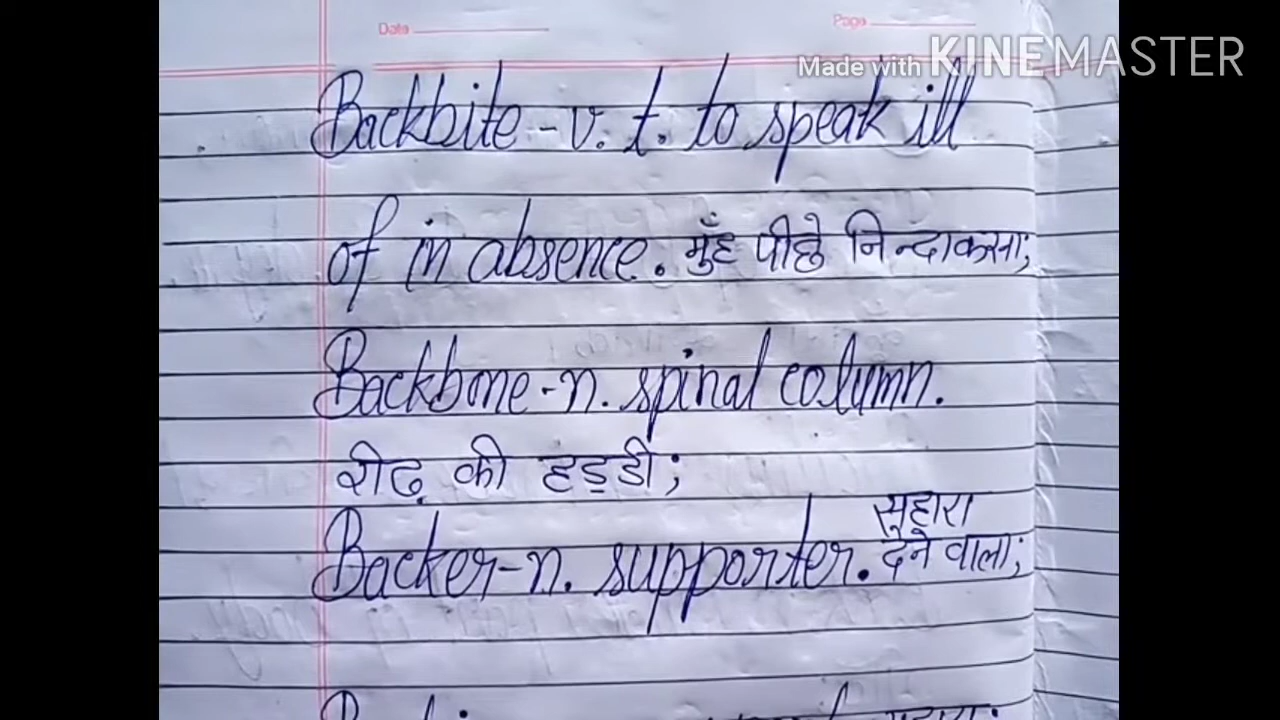 Date
Page
Made with KINEMASTER
Backbite - v. t. to speak ill
of in absence. मुँह पीछे निन्दा करना;
Backbone - n. spinal column.
रीढ़ की हड्डी;
Backer - n. supporter. सहारा
देने वाला;